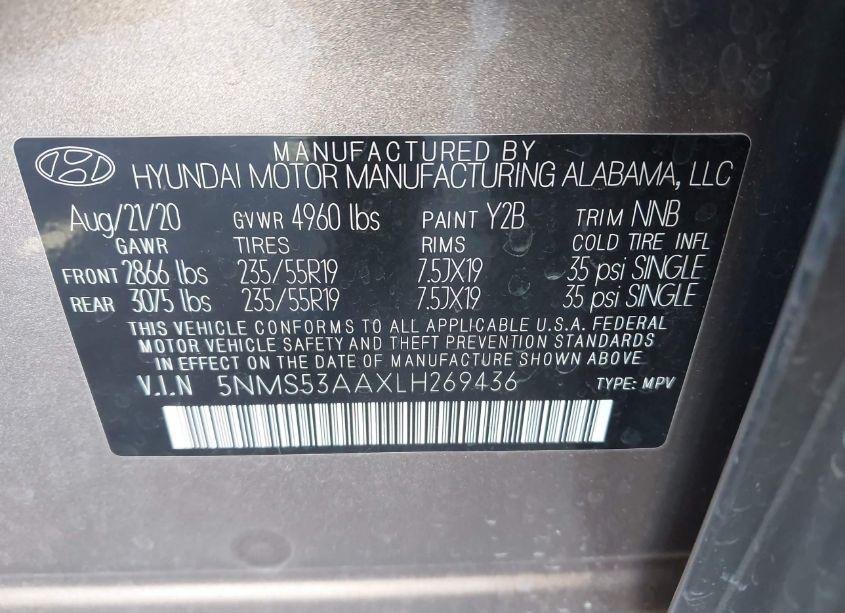 MANUFACTURED BY
HYUNDAI MOTOR MANUFACTURING ALABAMA, LLC
Aug/21/20 GVWR 4960 lbs PAINT Y2B TRIM NNB
GAWR TIRES RIMS COLD TIRE INFL
FRONT 2866 lbs 235/55R19 7.5JX19 35 psi SINGLE
REAR 3075 lbs 235/55R19 7.5JX19 35 psi SINGLE
THIS VEHICLE CONFORMS TO ALL APPLICABLE U.S.A. FEDERAL
MOTOR VEHICLE SAFETY AND THEFT PREVENTION STANDARDS
IN EFFECT ON THE DATE OF MANUFACTURE SHOWN ABOVE
V.I.N 5NMS53AAXLH269436 TYPE: MPV